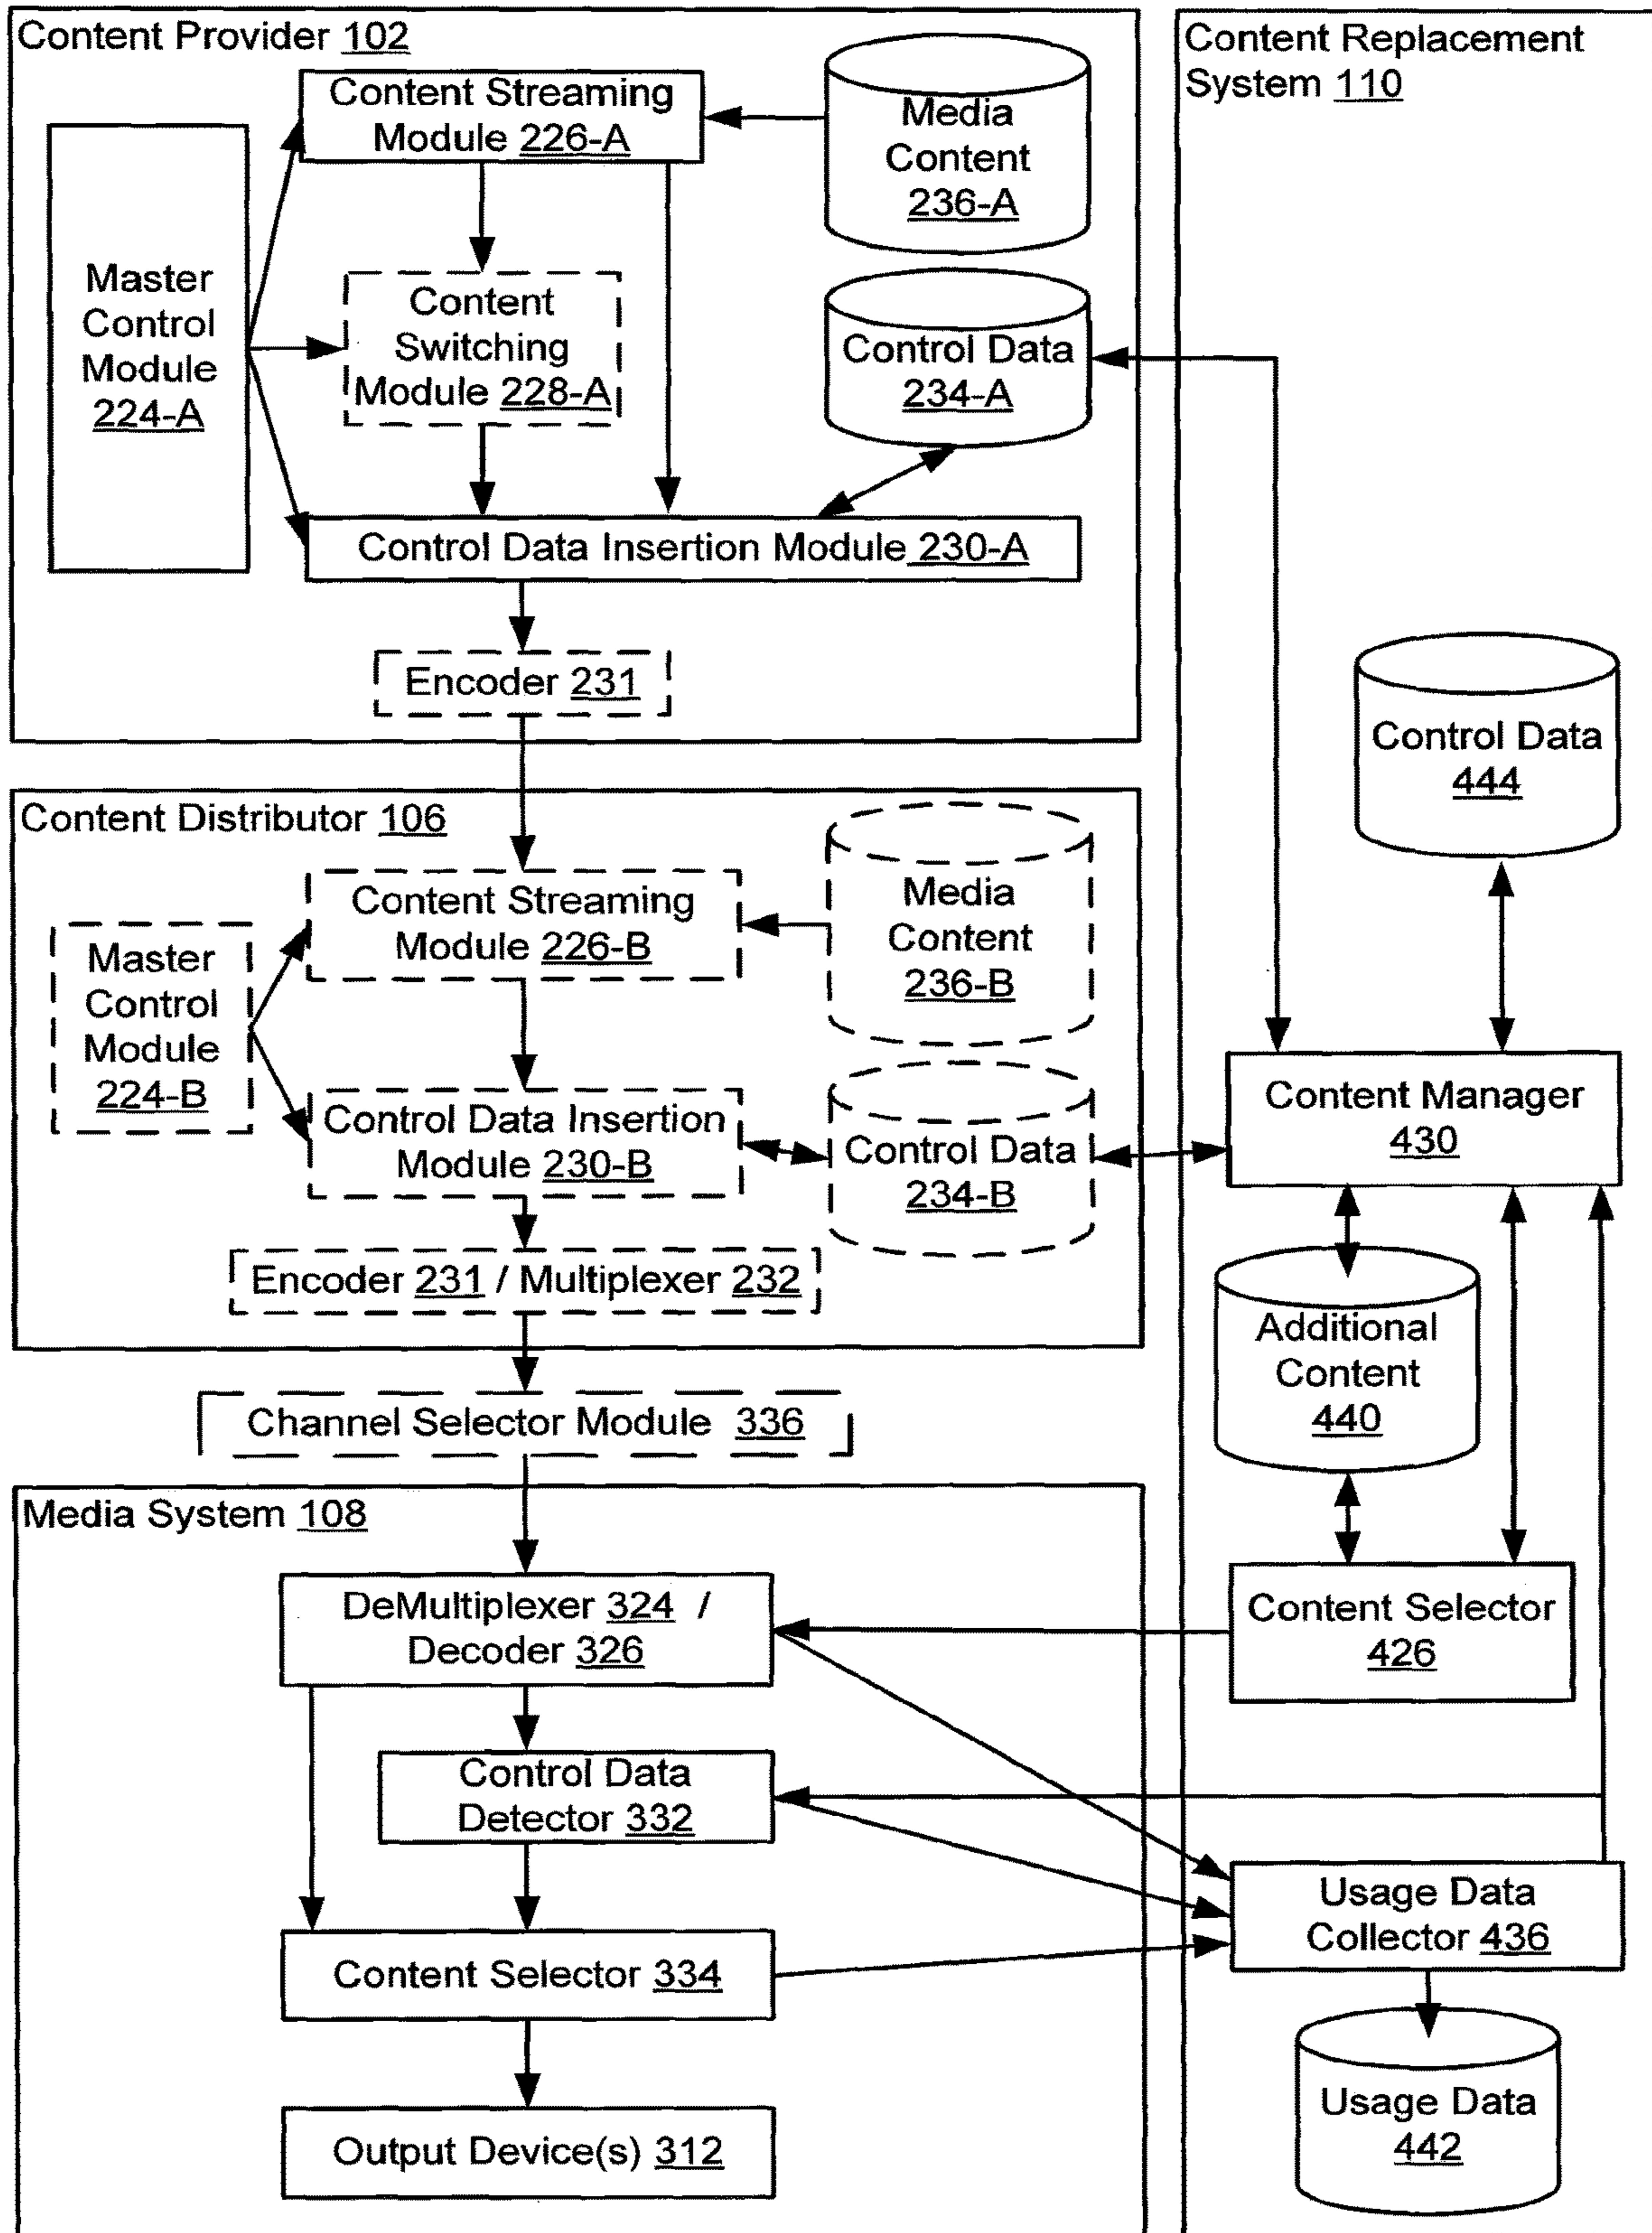 Content Provider 102
Content Streaming
Module 226-A
Media
Content
236-A
Master
Control
Module
224-A
Content
Switching
Module 228-A
Control Data
234-A
Control Data Insertion Module 230-A
Encoder 231
Content Distributor 106
Content Streaming
Module 226-B
Media
Content
236-B
Master
Control
Module
224-B
Control Data Insertion
Module 230-B
Control Data
234-B
Encoder 231 / Multiplexer 232
Channel Selector Module 336
Media System 108
DeMultiplexer 324 /
Decoder 326
Control Data
Detector 332
Content Selector 334
Output Device(s) 312
Content Replacement
System 110
Control Data
444
Content Manager
430
Additional
Content
440
Content Selector
426
Usage Data
Collector 436
Usage Data
442